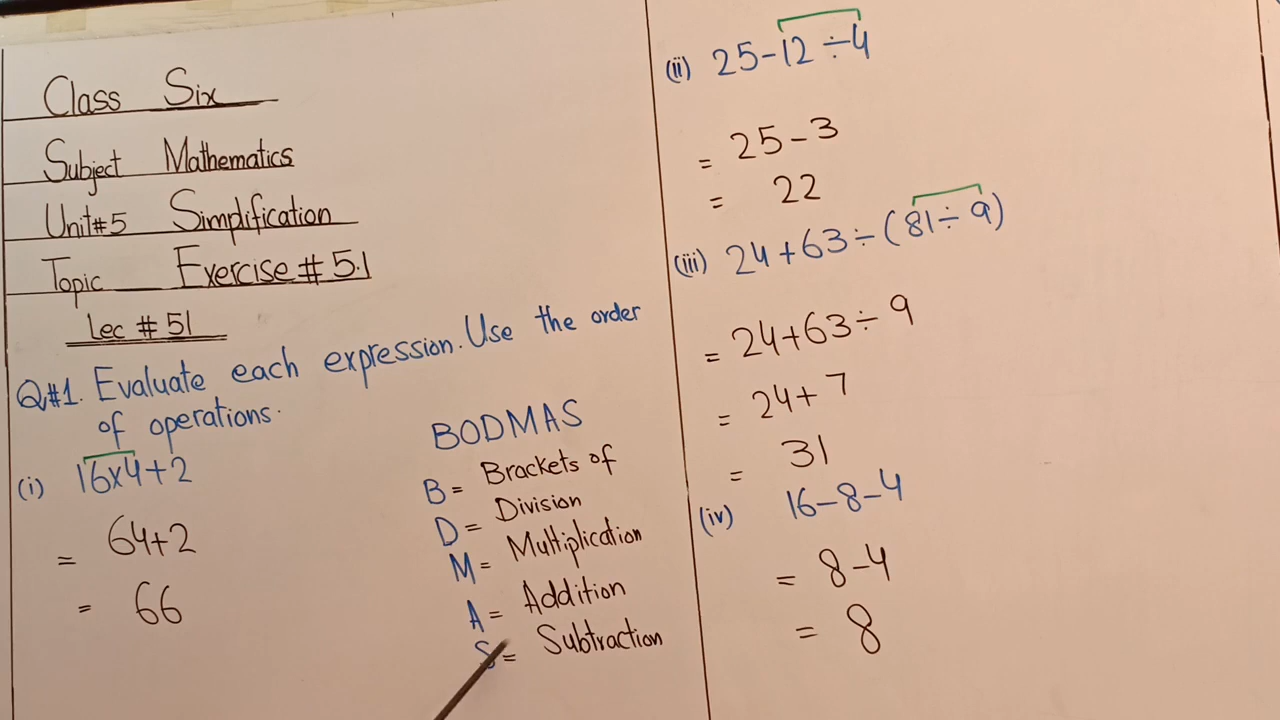 Class Six
Subject Mathematics
Unit#5 Simplification
Topic Exercise # 5.1
Lec # 51
Q#1. Evaluate each expression. Use the order
of operations.
(i) 16x4+2
= 64+2
= 66
BODMAS
B = Brackets of
D = Division
M = Multiplication
A = Addition
S = Subtraction
(ii) 25-12÷4
= 25-3
= 22
(iii) 24+63÷(81÷9)
= 24+63÷9
= 24+7
= 31
(iv) 16-8-4
= 8-4
= 8